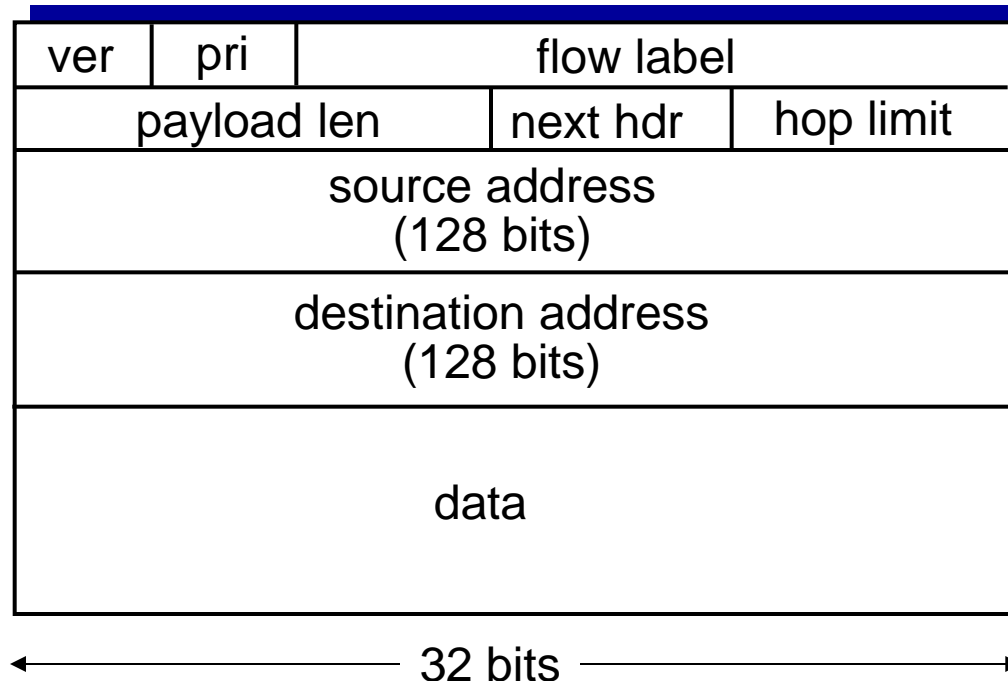 ver pri flow label
payload len next hdr hop limit
source address
(128 bits)
destination address
(128 bits)
data
32 bits